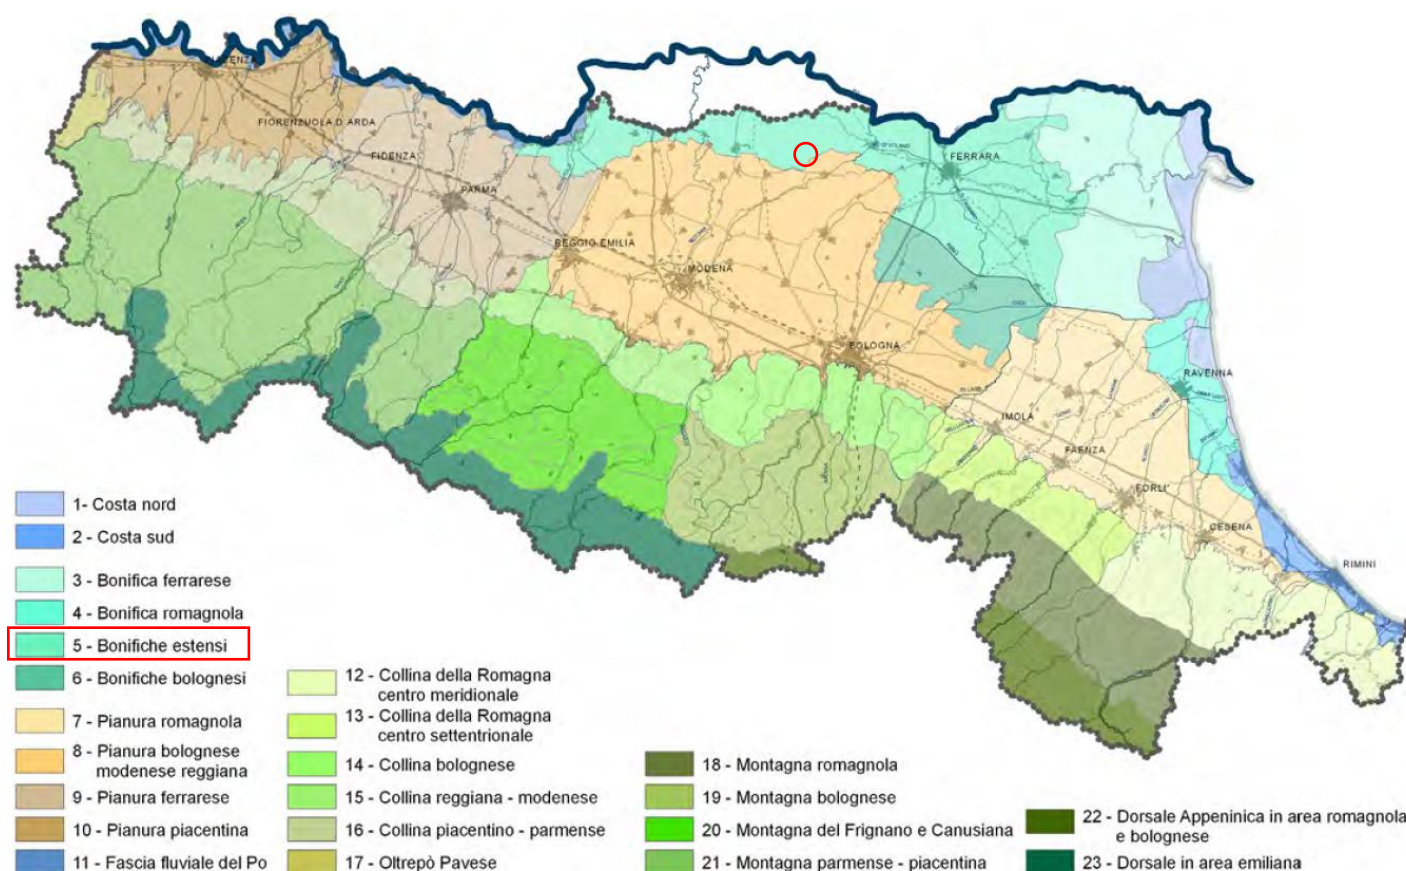 FIORENZUOLA D'ARDA
FIDENZA
PARMA
REGGIO EMILIA
MODENA
BOLOGNA
FERRARA
RAVENNA
IMOLA
FAENZA
FORLI'
CESENA
RIMINI
1- Costa nord
2 - Costa sud
3 - Bonifica ferrarese
4 - Bonifica romagnola
5 - Bonifiche estensi
6 - Bonifiche bolognesi
7 - Pianura romagnola
8 - Pianura bolognese
modenese reggiana
9 - Pianura ferrarese
10 - Pianura piacentina
11 - Fascia fluviale del Po
12 - Collina della Romagna
centro meridionale
13 - Collina della Romagna
centro settentrionale
14 - Collina bolognese
15 - Collina reggiana - modenese
16 - Collina piacentino - parmense
17 - Oltrepò Pavese
18 - Montagna romagnola
19 - Montagna bolognese
20 - Montagna del Frignano e Canusiana
21 - Montagna parmense - piacentina
22 - Dorsale Appeninica in area romagnola
e bolognese
23 - Dorsale in area emiliana